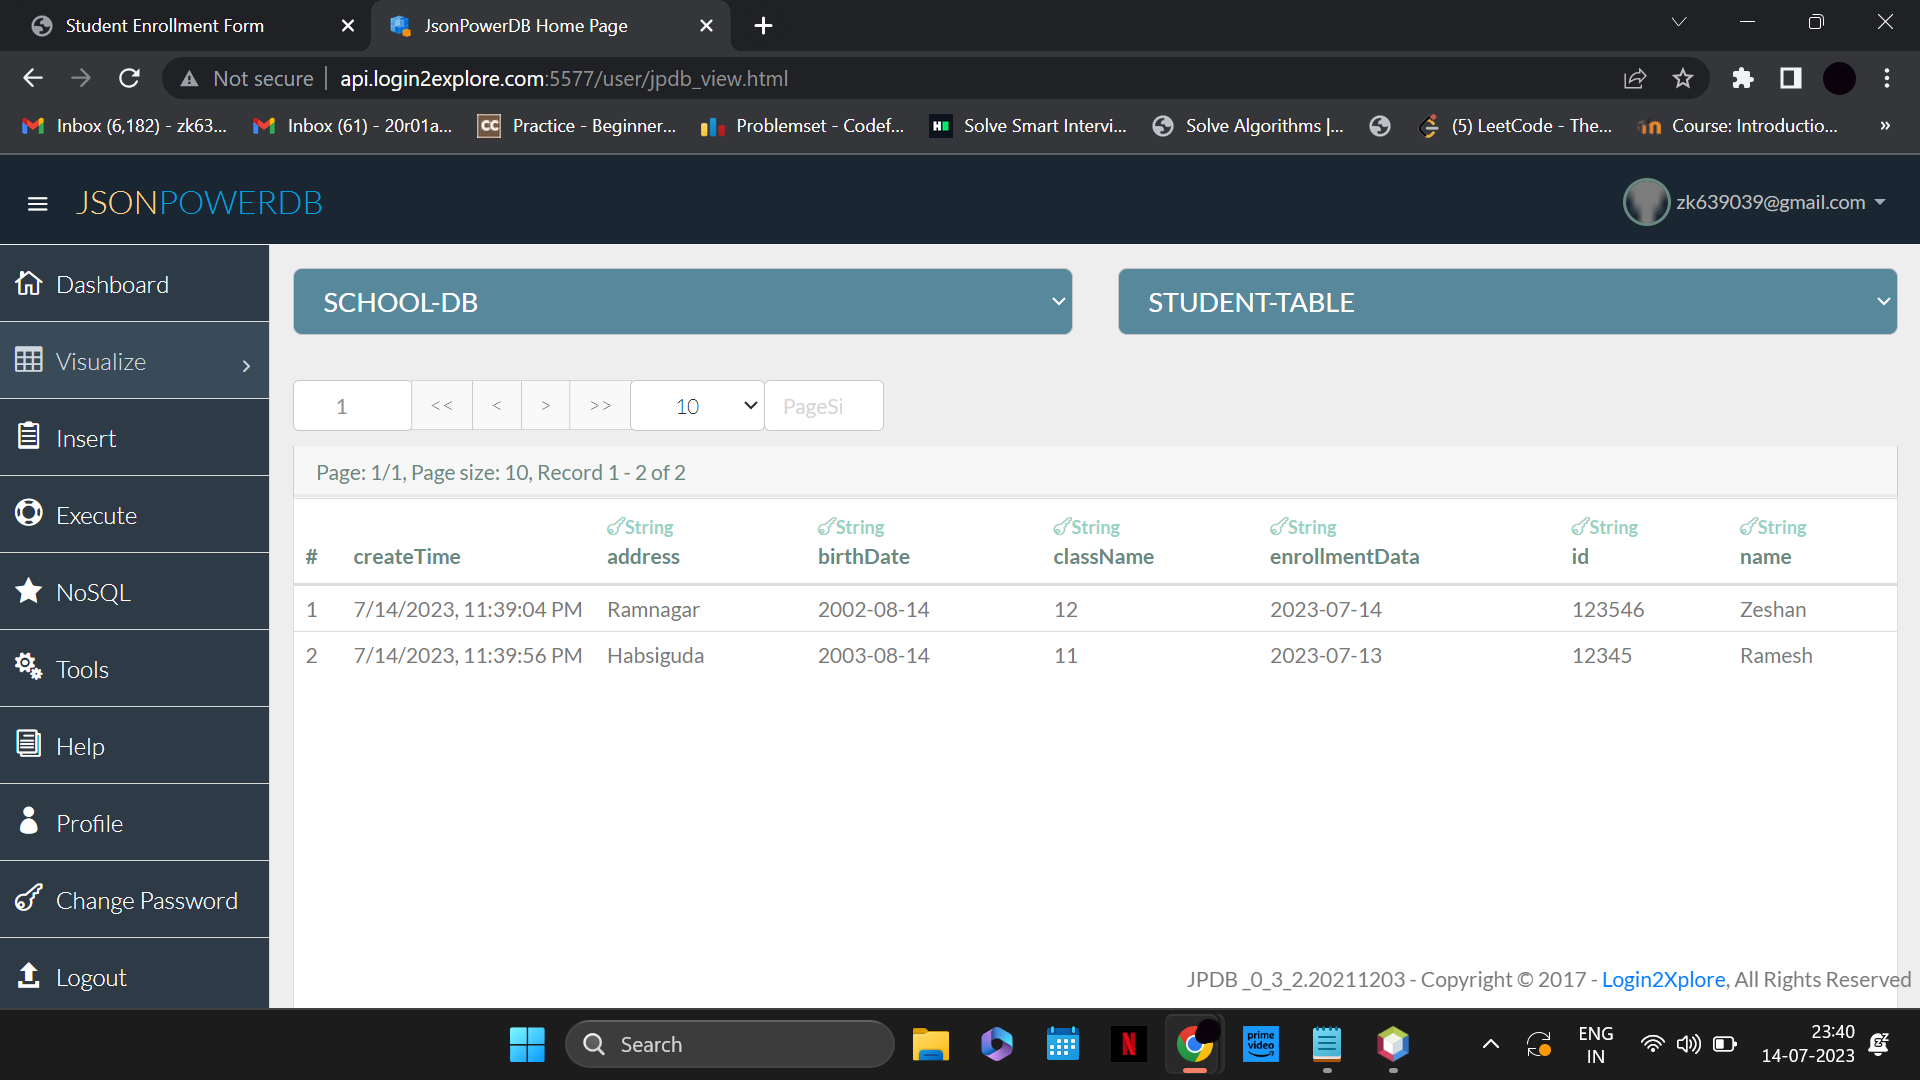 Student Enrollment Form
JsonPowerDB Home Page
Not secure api.login2explore.com:5577/user/jpdb_view.html
Inbox (6,182) - zk63... Inbox (61) - 20r01a... CC Practice - Beginner... Problemset - Codef... H Solve Smart Intervi... Solve Algorithms |... (5) LeetCode - The... Course: Introductio... »
JSONPOWERDB
zk639039@gmail.com
Dashboard
Visualize
Insert
Execute
NoSQL
Tools
Help
Profile
Change Password
Logout
SCHOOL-DB
STUDENT-TABLE
1 << < > >> 10 PageSi
Page: 1/1, Page size: 10, Record 1 - 2 of 2
String String String String String String
# createTime address birthDate className enrollmentData id name
1 7/14/2023, 11:39:04 PM Ramnagar 2002-08-14 12 2023-07-14 123546 Zeshan
2 7/14/2023, 11:39:56 PM Habsiguda 2003-08-14 11 2023-07-13 12345 Ramesh
JPDB _0_3_2.20211203 - Copyright © 2017 - Login2Xplore, All Rights Reserved
Search
N
prime video
ENG
IN
23:40
14-07-2023